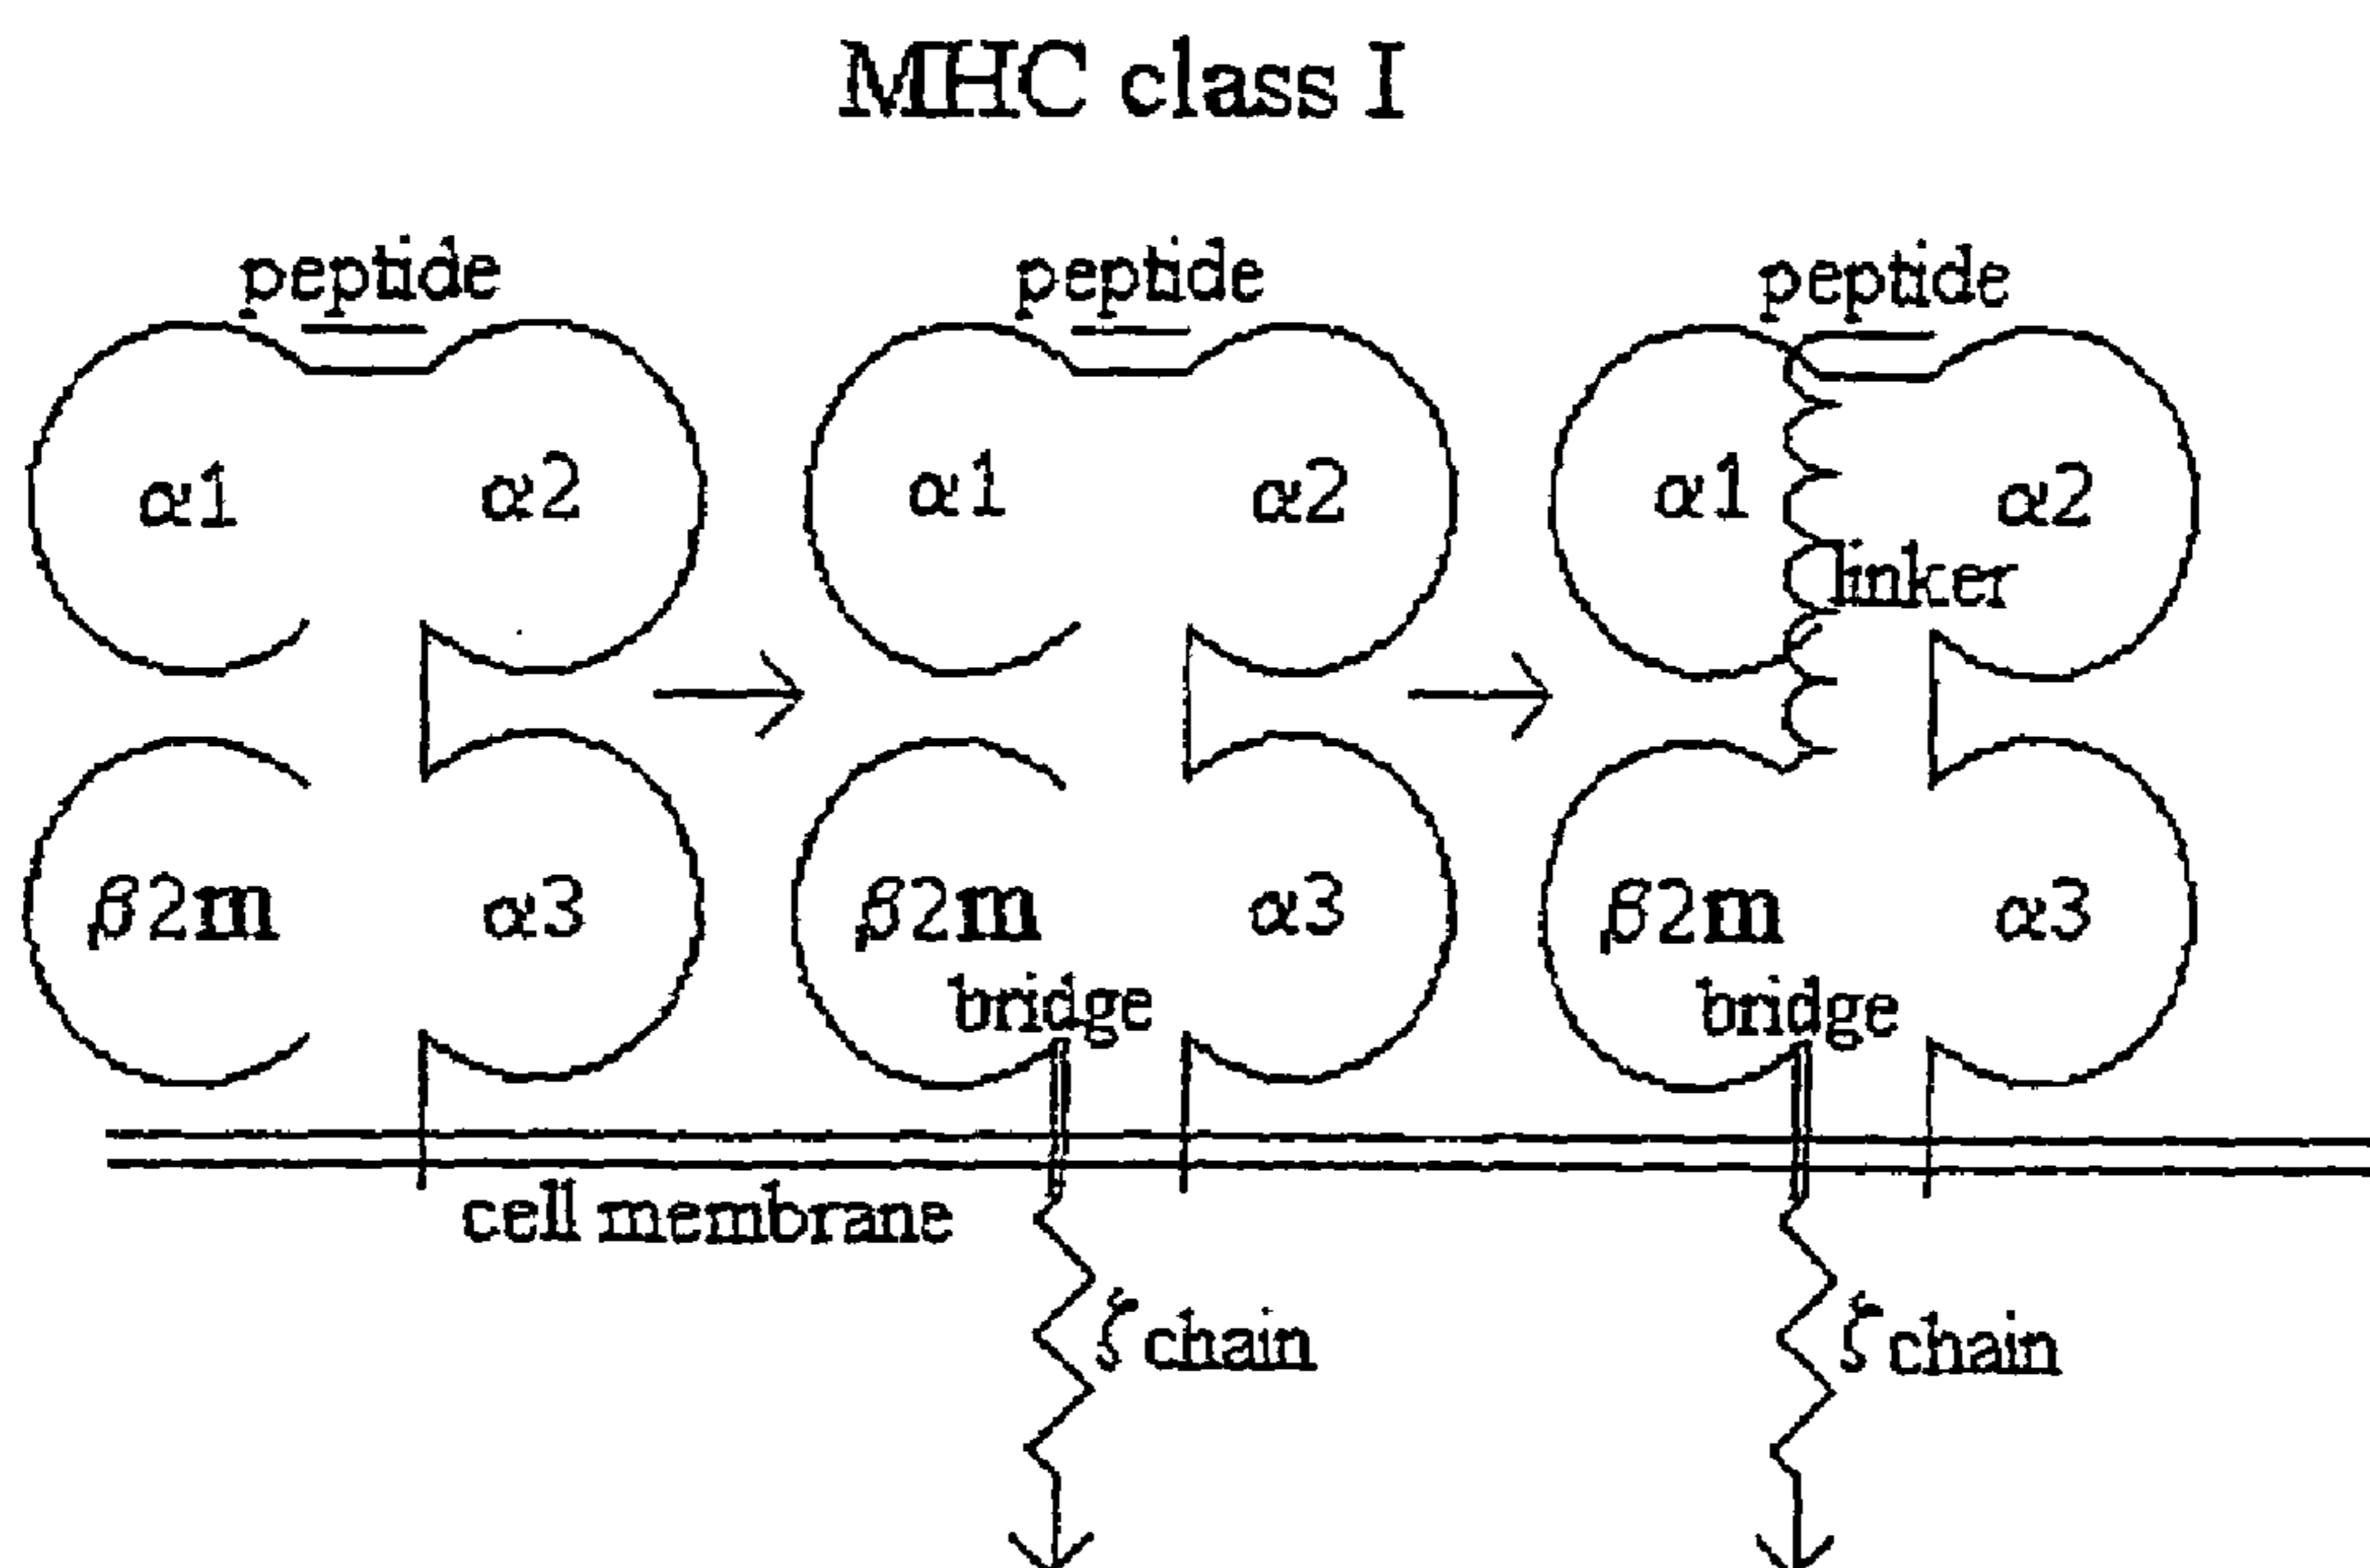 MHC class I
peptide peptide peptide
α1 α2 α1 α2 α1 α2
linker
β2m α3 β2m α3 β2m α3
bridge bridge
cell membrane
ζ chain ζ chain